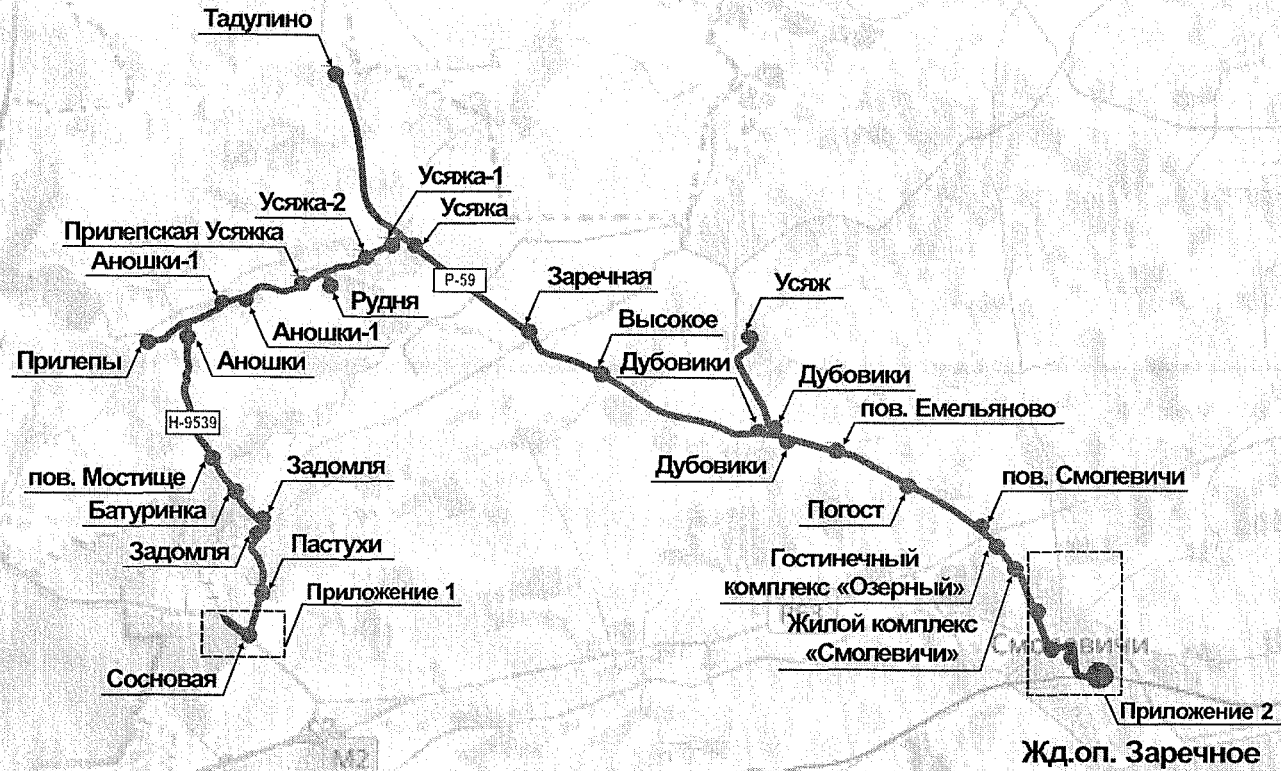 Тадулино
Усяжа-1
Усяжа-2
Усяжа
Прилепская Усяжка
Аношки-1
Р-59
Заречная
Усяж
Рудня
Аношки-1
Высокое
Прилепы
Аношки
Дубовики
Дубовики
пов. Емельяново
Н-9539
Дубовики
Задомля
пов. Мостище
пов. Смолевичи
Батуринка
Погост
Задомля
Пастухи
Гостинечный
комплекс «Озерный»
Приложение 1
Жилой комплекс
«Смолевичи»
Смолевичи
Сосновая
Приложение 2
Жд.оп. Заречное